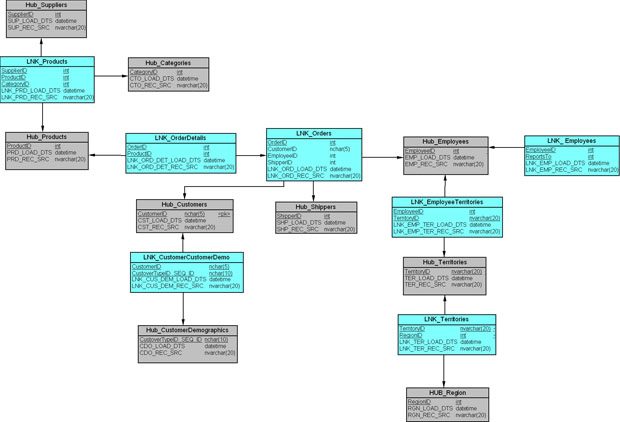 Hub_Suppliers
SupplierID int
SUP_LOAD_DTS datetime
SUP_REC_SRC nvarchar(20)
LNK_Products
SupplierID int
ProductID int
CategoryID int
LNK_PRD_LOAD_DTS datetime
LNK_PRD_REC_SRC nvarchar(20)
Hub_Categories
CategoryID int
CTO_LOAD_DTS datetime
CTO_REC_SRC nvarchar(20)
Hub_Products
ProductID int
PRD_LOAD_DTS datetime
PRD_REC_SRC nvarchar(20)
LNK_OrderDetails
OrderID int
ProductID int
LNK_ORD_DET_LOAD_DTS datetime
LNK_ORD_DET_REC_SRC nvarchar(20)
LNK_Orders
OrderID int
CustomerID nchar(5)
EmployeeID int
ShipperID int
LNK_ORD_LOAD_DTS datetime
LNK_ORD_REC_SRC nvarchar(20)
Hub_Employees
EmployeeID int
EMP_LOAD_DTS datetime
EMP_REC_SRC nvarchar(20)
LNK_ Employees
EmployeeID int
ReportsTo int
LNK_EMP_LOAD_DTS datetime
LNK_EMP_REC_SRC nvarchar(20)
Hub_Customers
CustomerID nchar(5) <pk>
CST_LOAD_DTS datetime
CST_REC_SRC nvarchar(20)
Hub_Shippers
ShipperID int
SHP_LOAD_DTS datetime
SHP_REC_SRC nvarchar(20)
LNK_EmployeeTerritories
EmployeeID int
TerritoryID nvarchar(20)
LNK_EMP_TER_LOAD_DTS datetime
LNK_EMP_TER_REC_SRC nvarchar(20)
LNK_CustomerCustomerDemo
CustomerID nchar(5)
CustoverTypeID_SEQ_ID nchar(10)
LNK_CUS_DEM_LOAD_DTS datetime
LNK_CUS_DEM_REC_SRC nvarchar(20)
Hub_Territories
TerritoryID nvarchar(20)
TER_LOAD_DTS datetime
TER_REC_SRC nvarchar(20)
Hub_CustomerDemographics
CustoverTypeID_SEQ_ID nchar(10)
CDO_LOAD_DTS datetime
CDO_REC_SRC nvarchar(20)
LNK_Territories
TerritoryID nvarchar(20)
RegionID int
LNK_TER_LOAD_DTS datetime
LNK_TER_REC_SRC nvarchar(20)
HUB_Region
RegionID int
RGN_LOAD_DTS datetime
RGN_REC_SRC nvarchar(20)